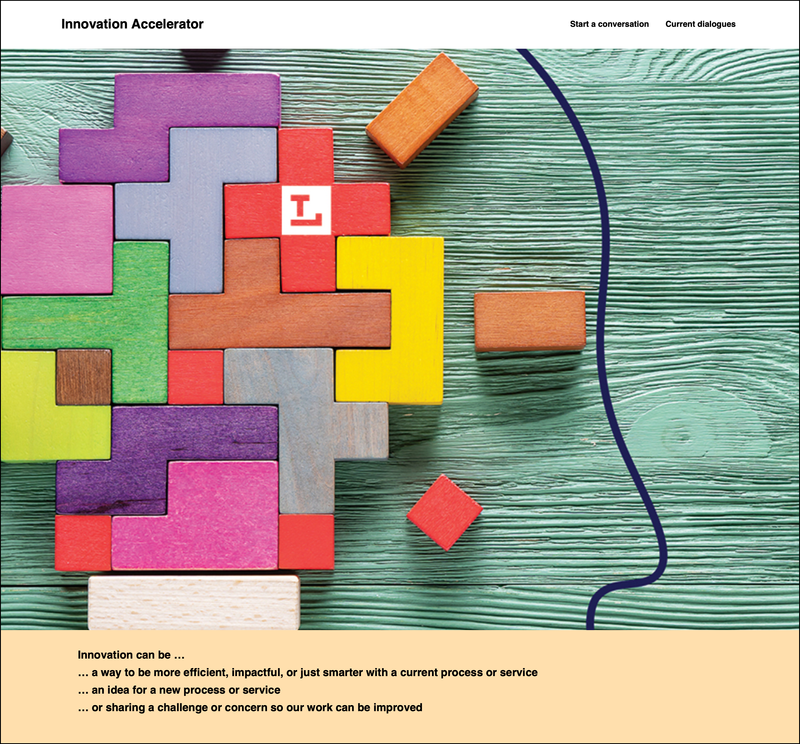 Innovation Accelerator
Start a conversation Current dialogues
TL
Innovation can be …
… a way to be more efficient, impactful, or just smarter with a current process or service
… an idea for a new process or service
… or sharing a challenge or concern so our work can be improved